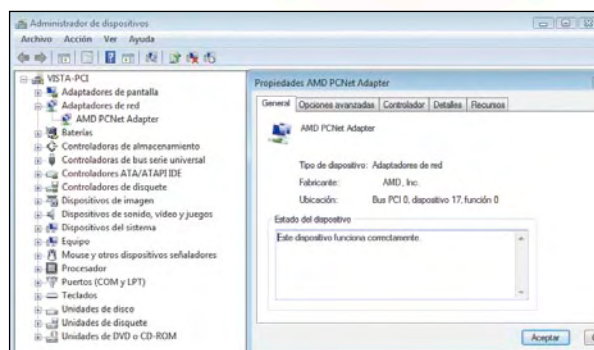 Administrador de dispositivos
Archivo Acción Ver Ayuda
VISTA-PCI
Adaptadores de pantalla
Adaptadores de red
AMD PCNet Adapter
Baterías
Controladoras de almacenamiento
Controladoras de bus serie universal
Controladores ATA/ATAPI IDE
Controladores de disquete
Dispositivos de imagen
Dispositivos de sonido, vídeo y juegos
Dispositivos del sistema
Equipo
Mouse y otros dispositivos señaladores
Procesador
Puertos (COM y LPT)
Teclados
Unidades de disco
Unidades de disquete
Unidades de DVD o CD-ROM
Propiedades AMD PCNet Adapter
General Opciones avanzadas Controlador Detalles Recursos
AMD PCNet Adapter
Tipo de dispositivo: Adaptadores de red
Fabricante: AMD, Inc.
Ubicación: Bus PCI 0, dispositivo 17, función 0
Estado del dispositivo
Este dispositivo funciona correctamente.
Aceptar